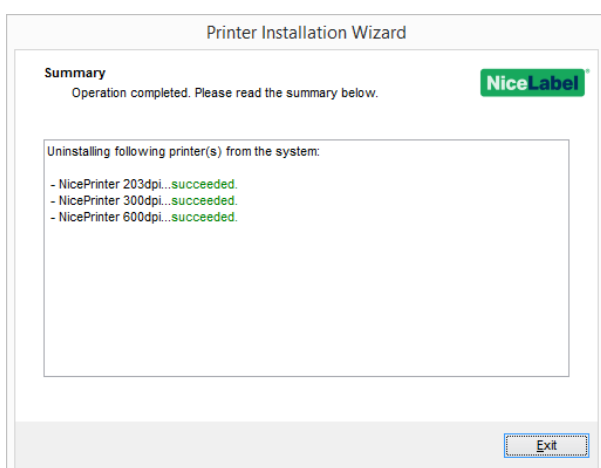 Printer Installation Wizard
Summary
Operation completed. Please read the summary below.
NiceLabel®
Uninstalling following printer(s) from the system:
- NicePrinter 203dpi...succeeded.
- NicePrinter 300dpi...succeeded.
- NicePrinter 600dpi...succeeded.
Exit